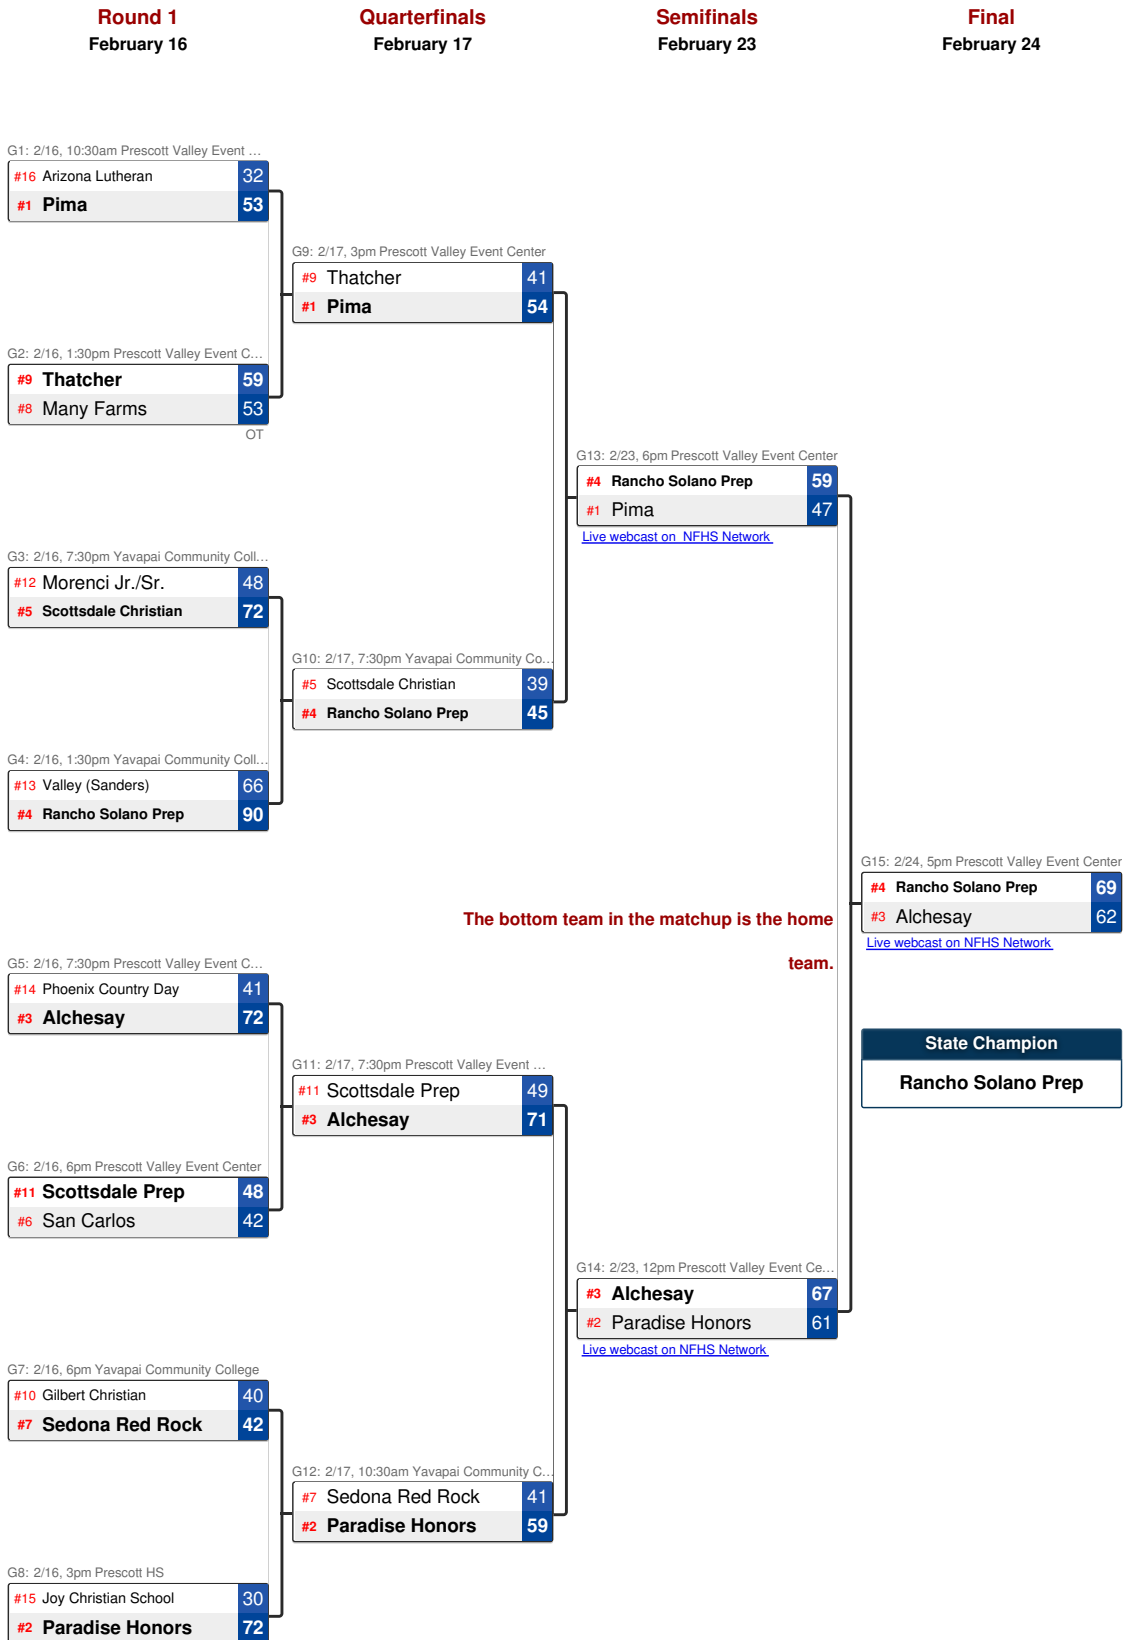 Round 1
February 16
Quarterfinals
February 17
Semifinals
February 23
Final
February 24
G1: 2/16, 10:30am Prescott Valley Event ...
#16 Arizona Lutheran 32
#1 Pima 53
G9: 2/17, 3pm Prescott Valley Event Center
#9 Thatcher 41
#1 Pima 54
G2: 2/16, 1:30pm Prescott Valley Event C...
#9 Thatcher 59
#8 Many Farms 53
OT
G13: 2/23, 6pm Prescott Valley Event Center
#4 Rancho Solano Prep 59
#1 Pima 47
Live webcast on NFHS Network
G3: 2/16, 7:30pm Yavapai Community Coll...
#12 Morenci Jr./Sr. 48
#5 Scottsdale Christian 72
G10: 2/17, 7:30pm Yavapai Community Co...
#5 Scottsdale Christian 39
#4 Rancho Solano Prep 45
G4: 2/16, 1:30pm Yavapai Community Coll...
#13 Valley (Sanders) 66
#4 Rancho Solano Prep 90
G15: 2/24, 5pm Prescott Valley Event Center
#4 Rancho Solano Prep 69
#3 Alchesay 62
Live webcast on NFHS Network
The bottom team in the matchup is the home
team.
G5: 2/16, 7:30pm Prescott Valley Event C...
#14 Phoenix Country Day 41
#3 Alchesay 72
State Champion
Rancho Solano Prep
G11: 2/17, 7:30pm Prescott Valley Event ...
#11 Scottsdale Prep 49
#3 Alchesay 71
G6: 2/16, 6pm Prescott Valley Event Center
#11 Scottsdale Prep 48
#6 San Carlos 42
G14: 2/23, 12pm Prescott Valley Event Ce...
#3 Alchesay 67
#2 Paradise Honors 61
Live webcast on NFHS Network
G7: 2/16, 6pm Yavapai Community College
#10 Gilbert Christian 40
#7 Sedona Red Rock 42
G12: 2/17, 10:30am Yavapai Community C...
#7 Sedona Red Rock 41
#2 Paradise Honors 59
G8: 2/16, 3pm Prescott HS
#15 Joy Christian School 30
#2 Paradise Honors 72